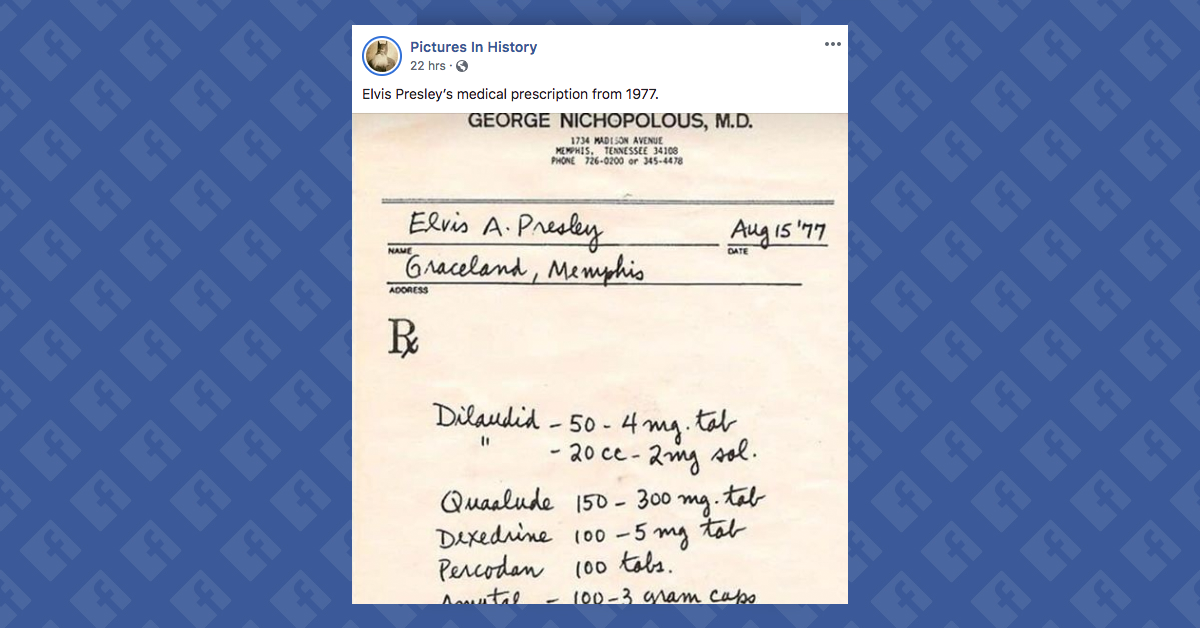 Pictures In History
22 hrs ·
Elvis Presley's medical prescription from 1977.
GEORGE NICHOPOLOUS, M.D.
1734 MADISON AVENUE
MEMPHIS, TENNESSEE 34108
PHONE 726-0200 or 345-4478
Elvis A. Presley Aug 15 '77
NAME DATE
Graceland, Memphis
ADDRESS
Rx
Dilaudid - 50 - 4 mg. tab
" - 20 cc - 2mg sol.
Quaalude 150 - 300 mg. tab
Dexedrine 100 - 5 mg tab
Percodan 100 tabs.
Amytal - 100-3 gram caps